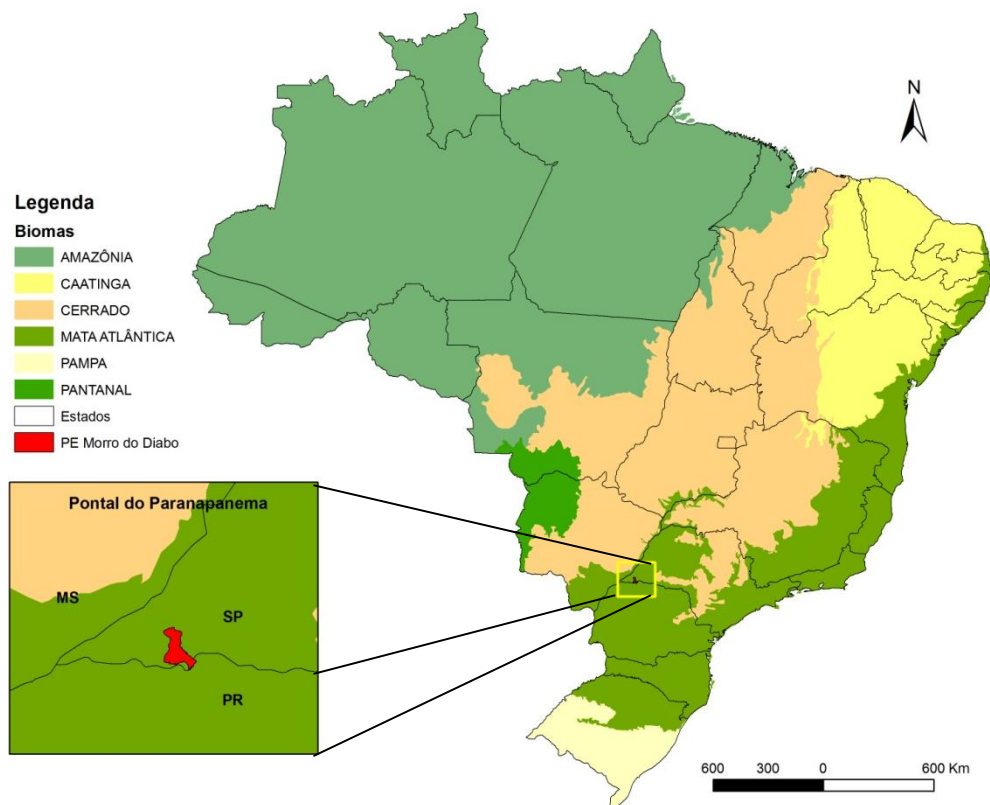 N
Legenda
Biomas
AMAZÔNIA
CAATINGA
CERRADO
MATA ATLÂNTICA
PAMPA
PANTANAL
Estados
PE Morro do Diabo
Pontal do Paranapanema
MS
SP
PR
600 300 0 600 Km